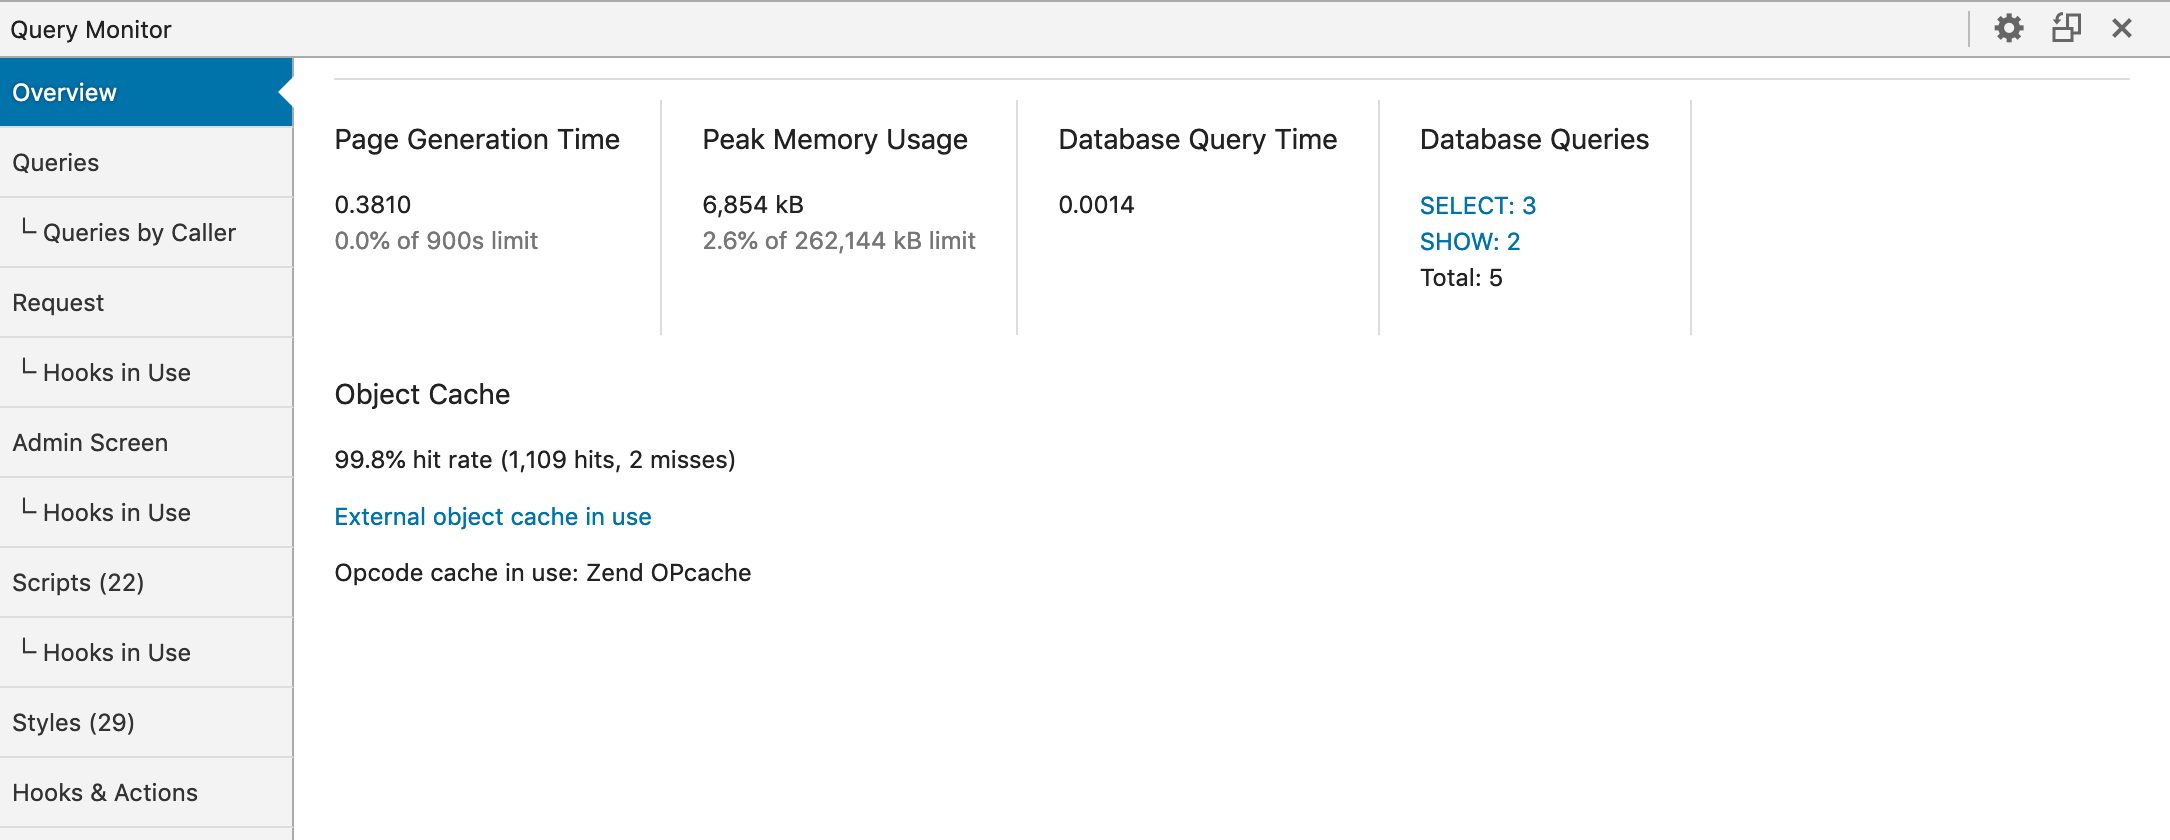 Query Monitor
Overview
Queries
Queries by Caller
Request
Hooks in Use
Admin Screen
Hooks in Use
Scripts (22)
Hooks in Use
Styles (29)
Hooks & Actions
Page Generation Time
0.3810
0.0% of 900s limit
Peak Memory Usage
6,854 kB
2.6% of 262,144 kB limit
Database Query Time
0.0014
Database Queries
SELECT: 3
SHOW: 2
Total: 5
Object Cache
99.8% hit rate (1,109 hits, 2 misses)
External object cache in use
Opcode cache in use: Zend OPcache